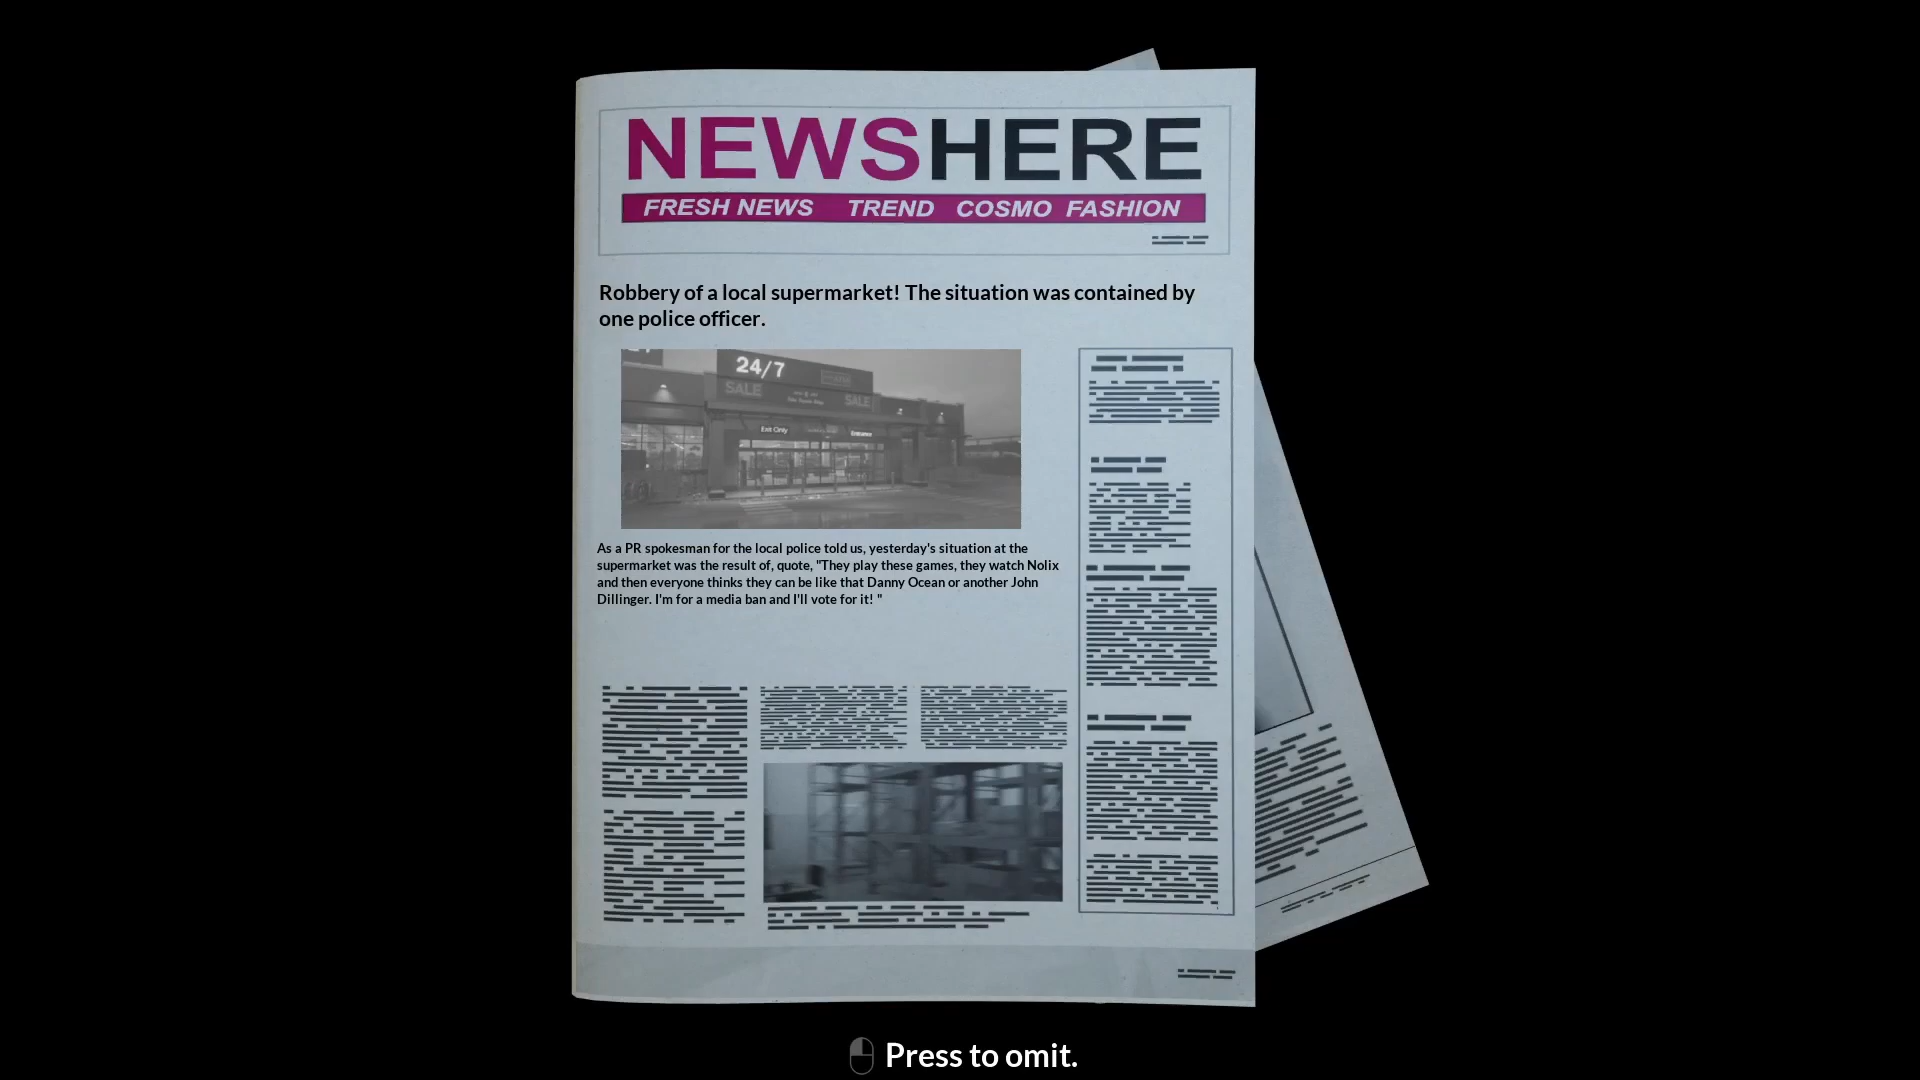 NEWSHERE
FRESH NEWS TREND COSMO FASHION
Robbery of a local supermarket! The situation was contained by
one police officer.
24/7
SALE
SALE
Exit Only
Entrance
As a PR spokesman for the local police told us, yesterday's situation at the
supermarket was the result of, quote, "They play these games, they watch Nolix
and then everyone thinks they can be like that Danny Ocean or another John
Dillinger. I'm for a media ban and I'll vote for it! "
Press to omit.